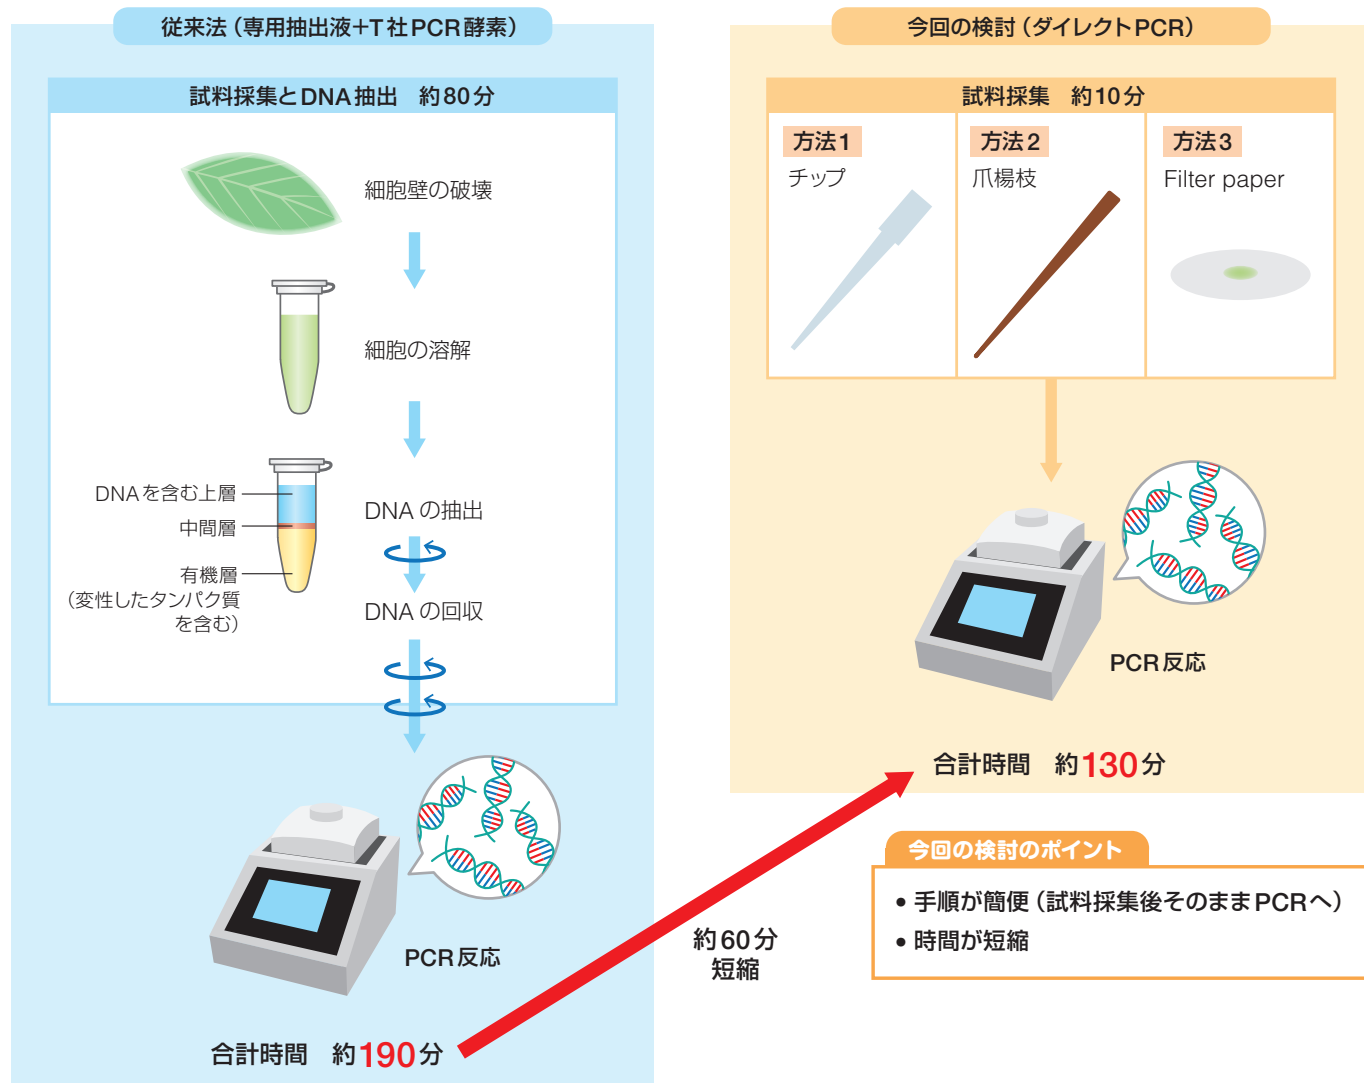 従来法（専用抽出液+T社PCR酵素）
試料採集とDNA抽出　約80分
細胞壁の破壊
細胞の溶解
DNAを含む上層
中間層
有機層
（変性したタンパク質
を含む）
DNA の抽出
DNA の回収
PCR反応
合計時間　約190分
約60分
短縮
今回の検討（ダイレクトPCR）
試料採集　約10分
方法1
チップ
方法2
爪楊枝
方法3
Filter paper
PCR反応
合計時間　約130分
今回の検討のポイント
• 手順が簡便（試料採集後そのままPCRへ）
• 時間が短縮